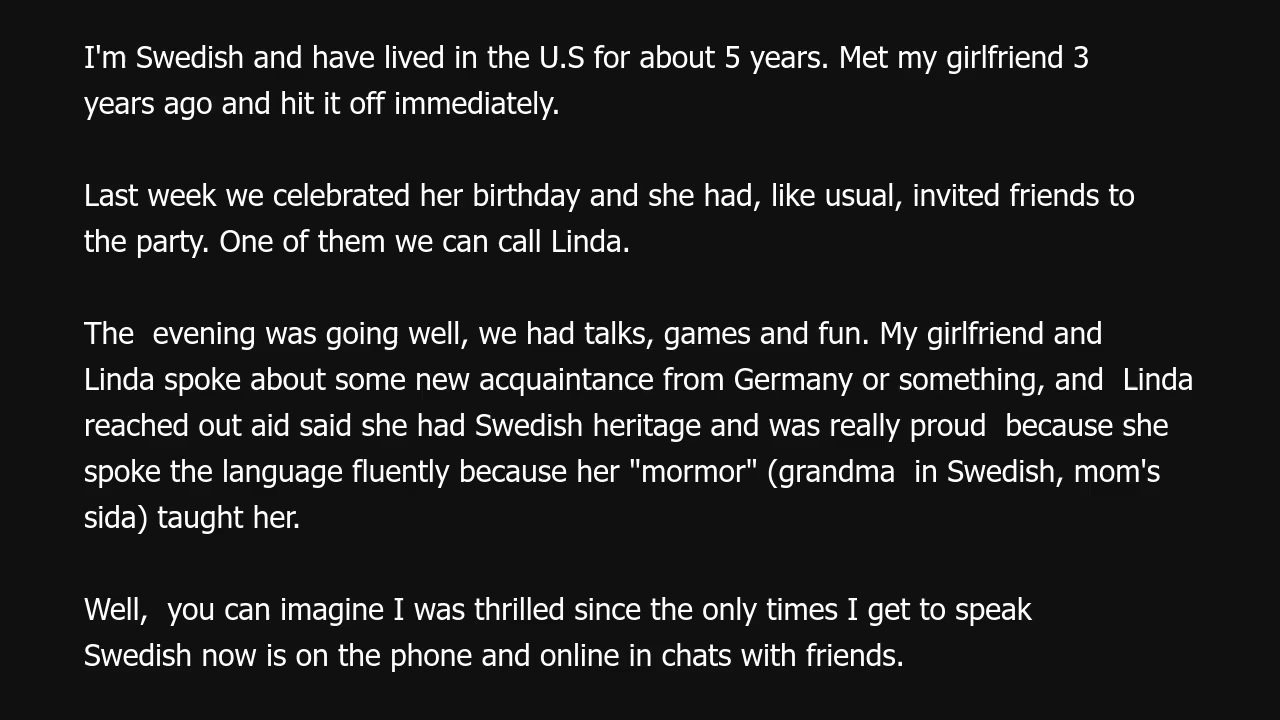 I'm Swedish and have lived in the U.S for about 5 years. Met my girlfriend 3
years ago and hit it off immediately.
Last week we celebrated her birthday and she had, like usual, invited friends to
the party. One of them we can call Linda.
The  evening was going well, we had talks, games and fun. My girlfriend and
Linda spoke about some new acquaintance from Germany or something, and  Linda
reached out aid said she had Swedish heritage and was really proud  because she
spoke the language fluently because her "mormor" (grandma  in Swedish, mom's
sida) taught her.
Well,  you can imagine I was thrilled since the only times I get to speak
Swedish now is on the phone and online in chats with friends.